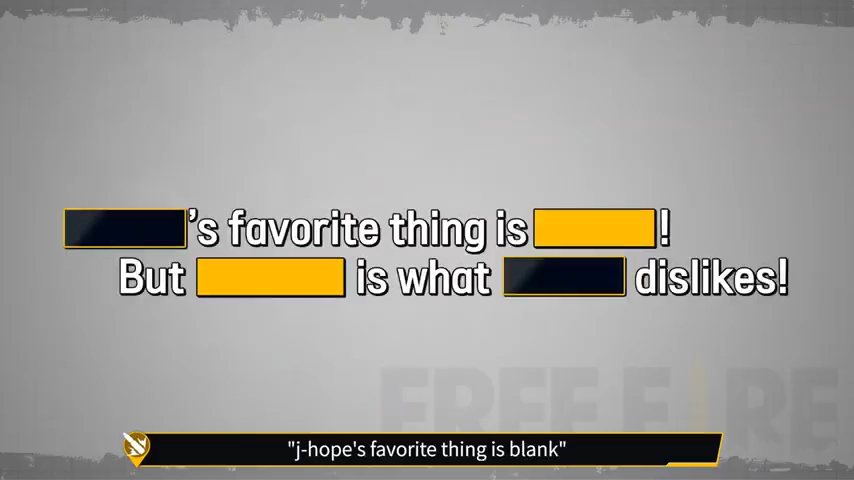 's favorite thing is !
But is what dislikes!
FREE FIRE
"j-hope's favorite thing is blank"